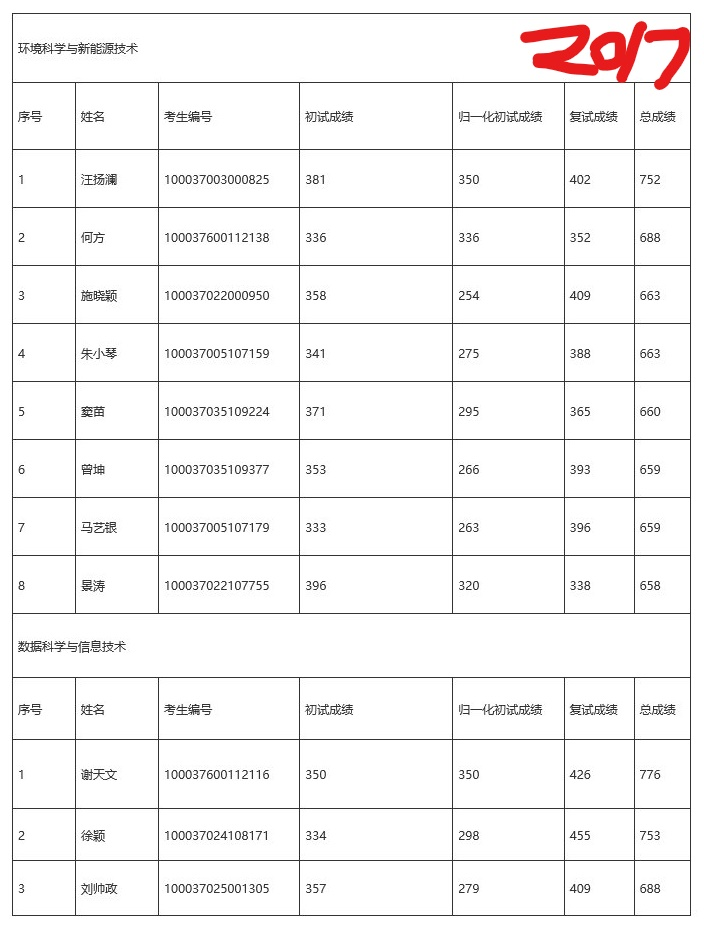 2017
环境科学与新能源技术
序号 姓名 考生编号 初试成绩 归一化初试成绩 复试成绩 总成绩
1 汪扬澜 100037003000825 381 350 402 752
2 何方 100037600112138 336 336 352 688
3 施晓颖 100037022000950 358 254 409 663
4 朱小琴 100037005107159 341 275 388 663
5 窦苗 100037035109224 371 295 365 660
6 曾坤 100037035109377 353 266 393 659
7 马艺银 100037005107179 333 263 396 659
8 景涛 100037022107755 396 320 338 658
数据科学与信息技术
序号 姓名 考生编号 初试成绩 归一化初试成绩 复试成绩 总成绩
1 谢天文 100037600112116 350 350 426 776
2 徐颖 100037024108171 334 298 455 753
3 刘帅政 100037025001305 357 279 409 688